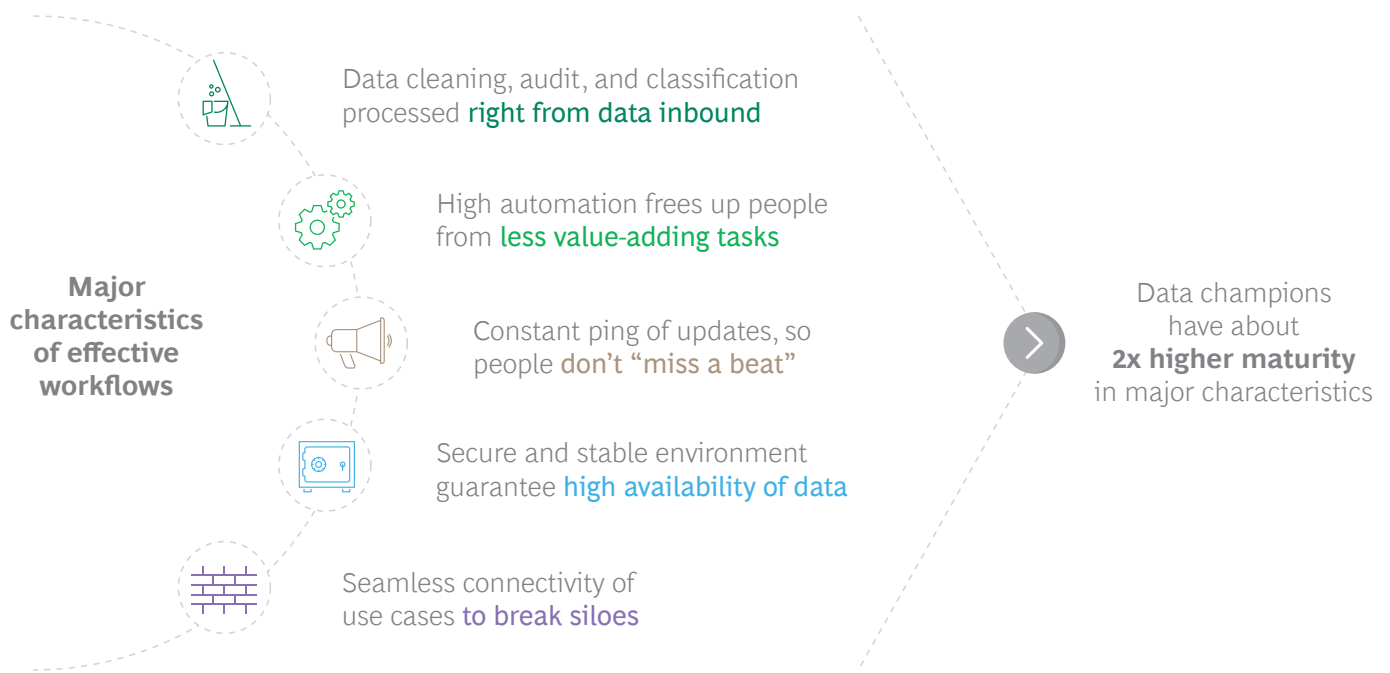 Major
characteristics
of effective
workflows
Data cleaning, audit, and classification
processed right from data inbound
High automation frees up people
from less value-adding tasks
Constant ping of updates, so
people don’t “miss a beat”
Secure and stable environment
guarantee high availability of data
Seamless connectivity of
use cases to break siloes
Data champions
have about
2x higher maturity
in major characteristics